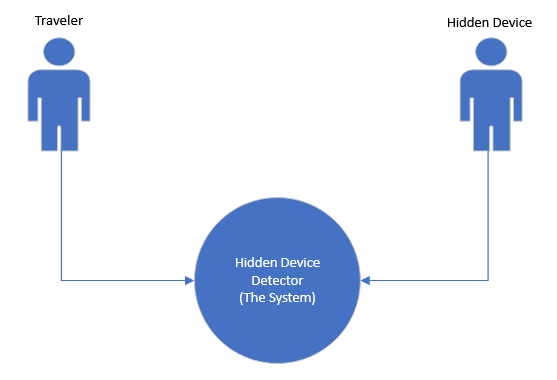 Traveler
Hidden Device
Hidden Device
Detector
(The System)